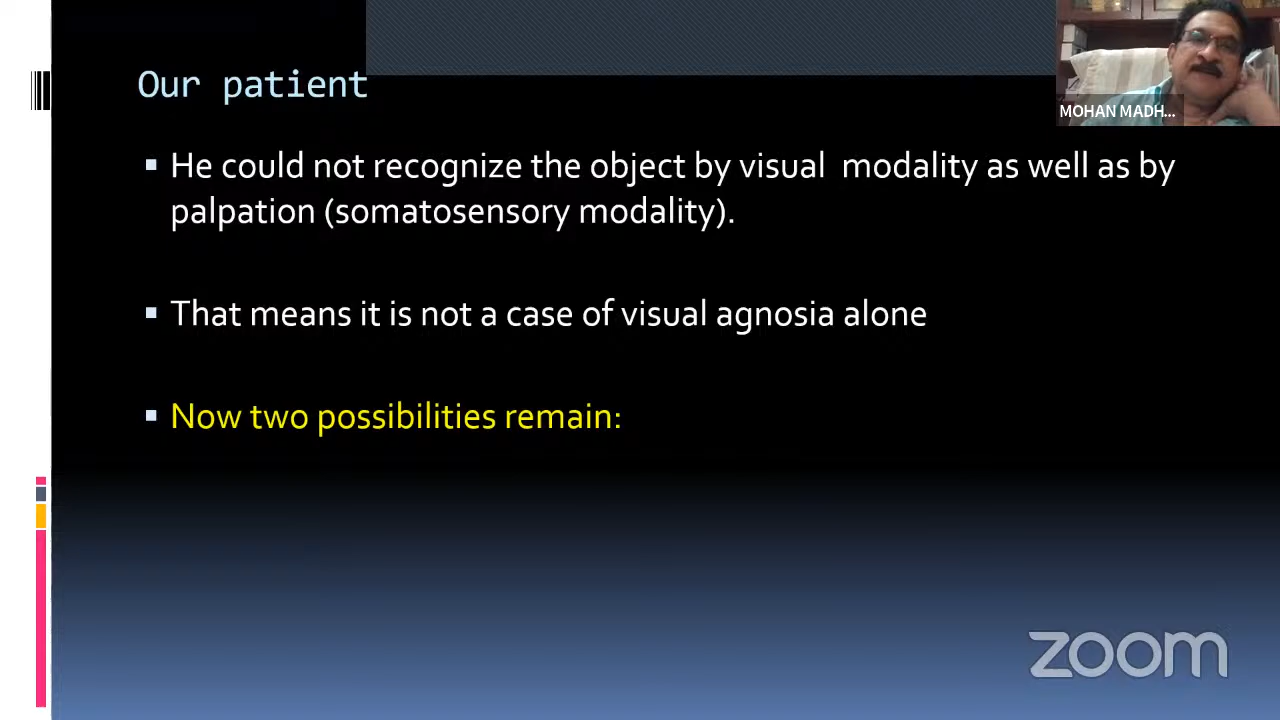 Our patient
MOHAN MADH...
▪ He could not recognize the object by visual  modality as well as by
palpation (somatosensory modality).
▪ That means it is not a case of visual agnosia alone
▪ Now two possibilities remain:
zoom